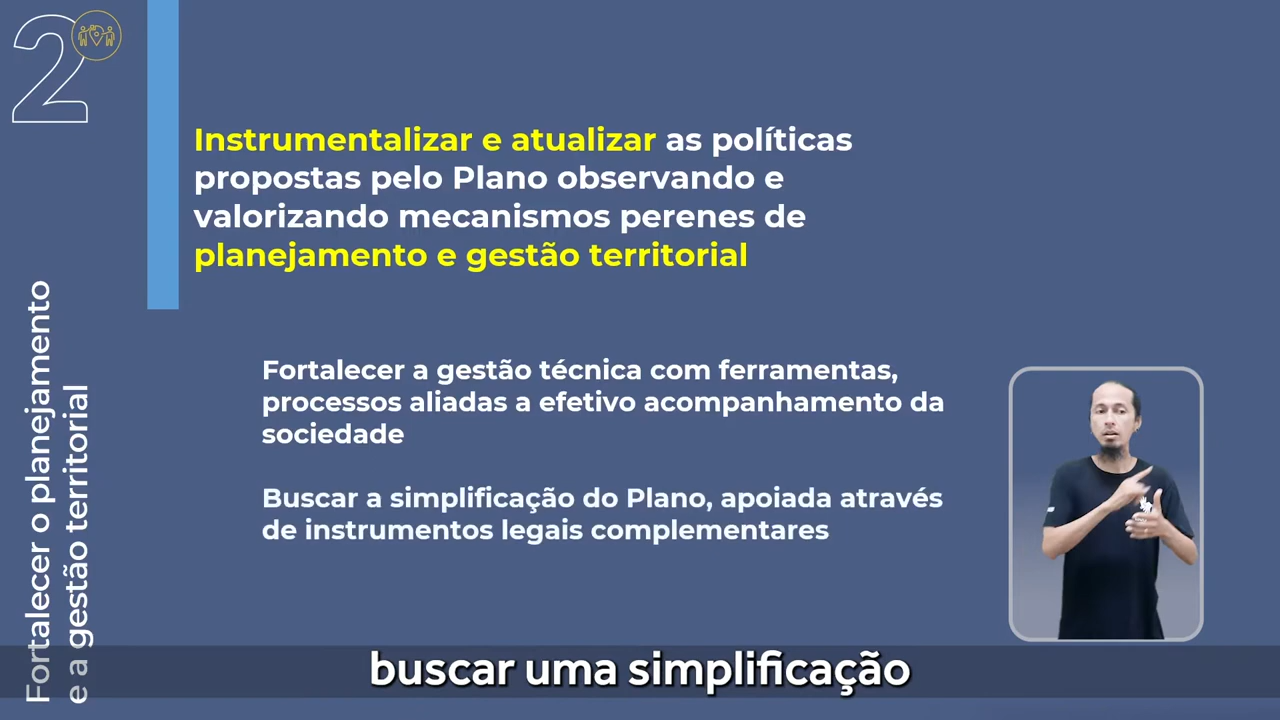 2
Fortalecer o planejamento
e a gestão territorial
Instrumentalizar e atualizar as políticas
propostas pelo Plano observando e
valorizando mecanismos perenes de
planejamento e gestão territorial
Fortalecer a gestão técnica com ferramentas,
processos aliadas a efetivo acompanhamento da
sociedade
Buscar a simplificação do Plano, apoiada através
de instrumentos legais complementares
buscar uma simplificação